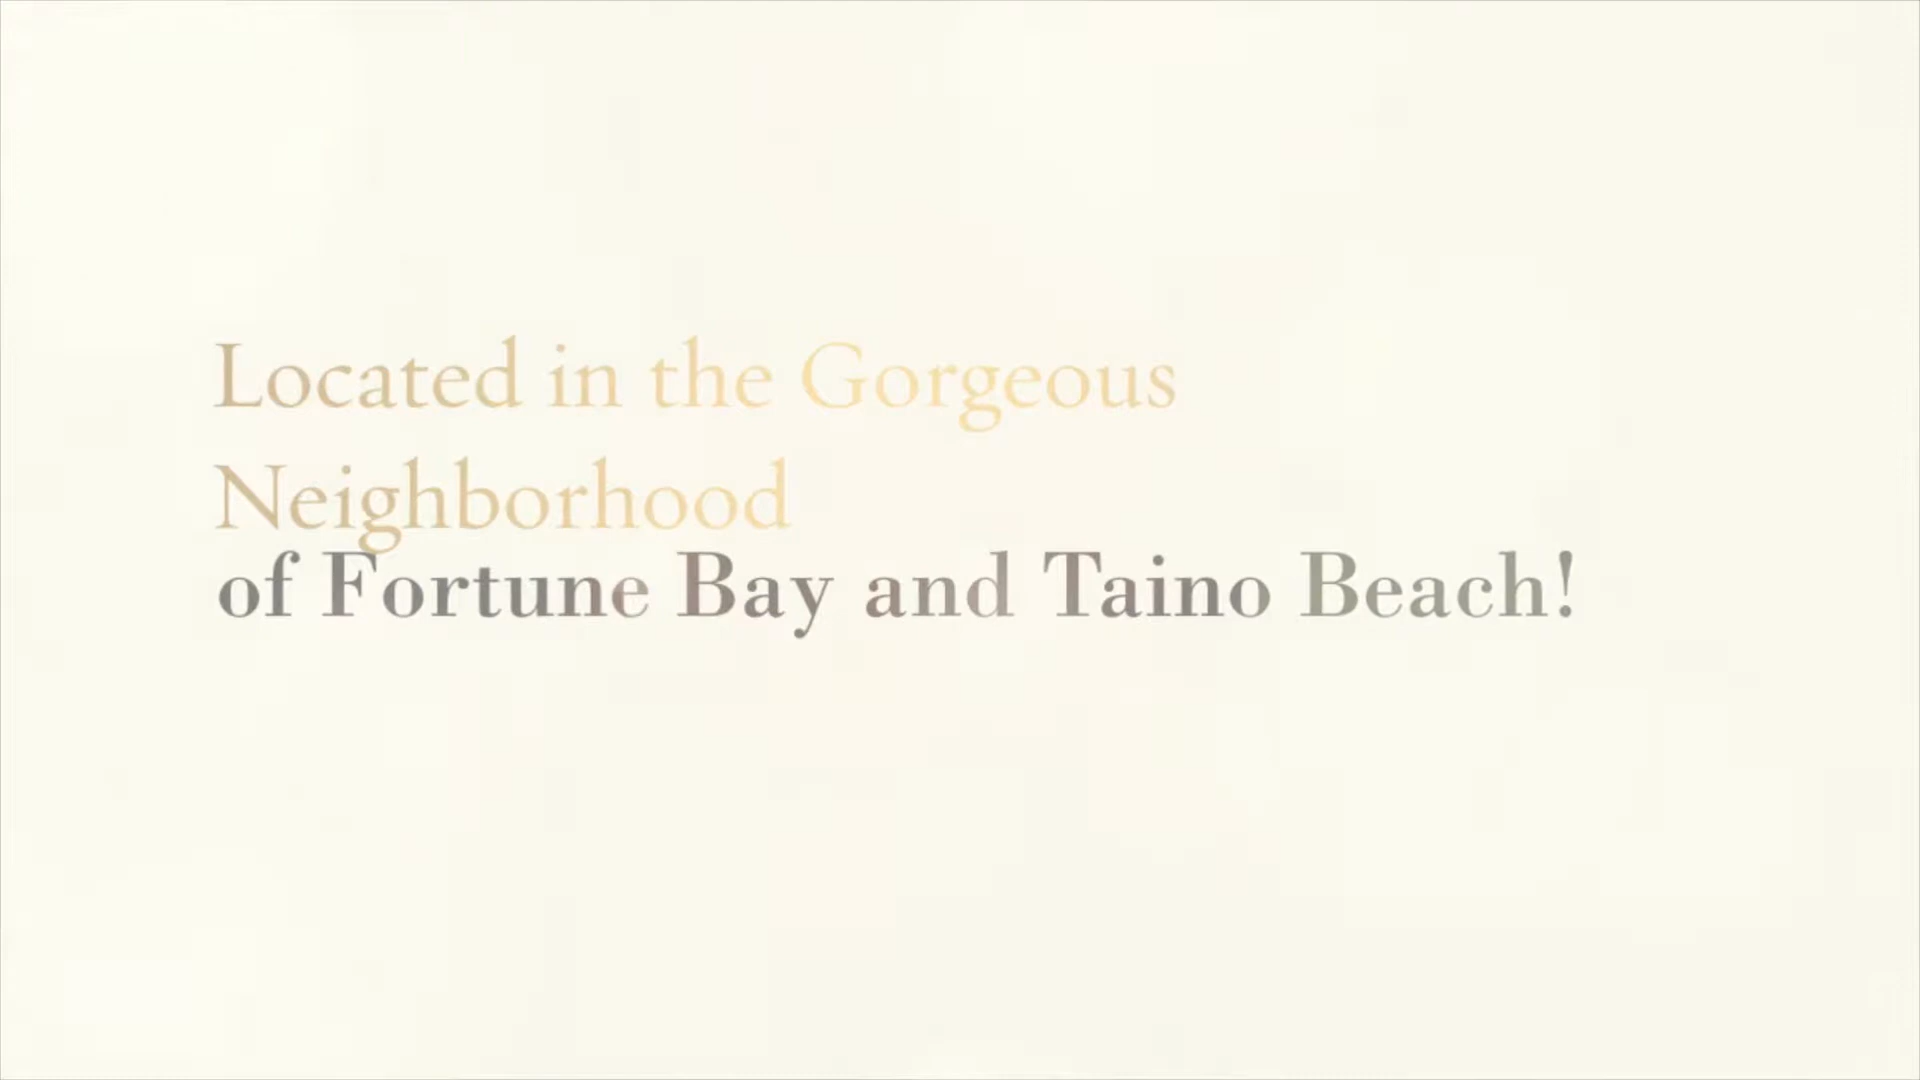 Located in the Gorgeous
Neighborhood
of Fortune Bay and Taino Beach!